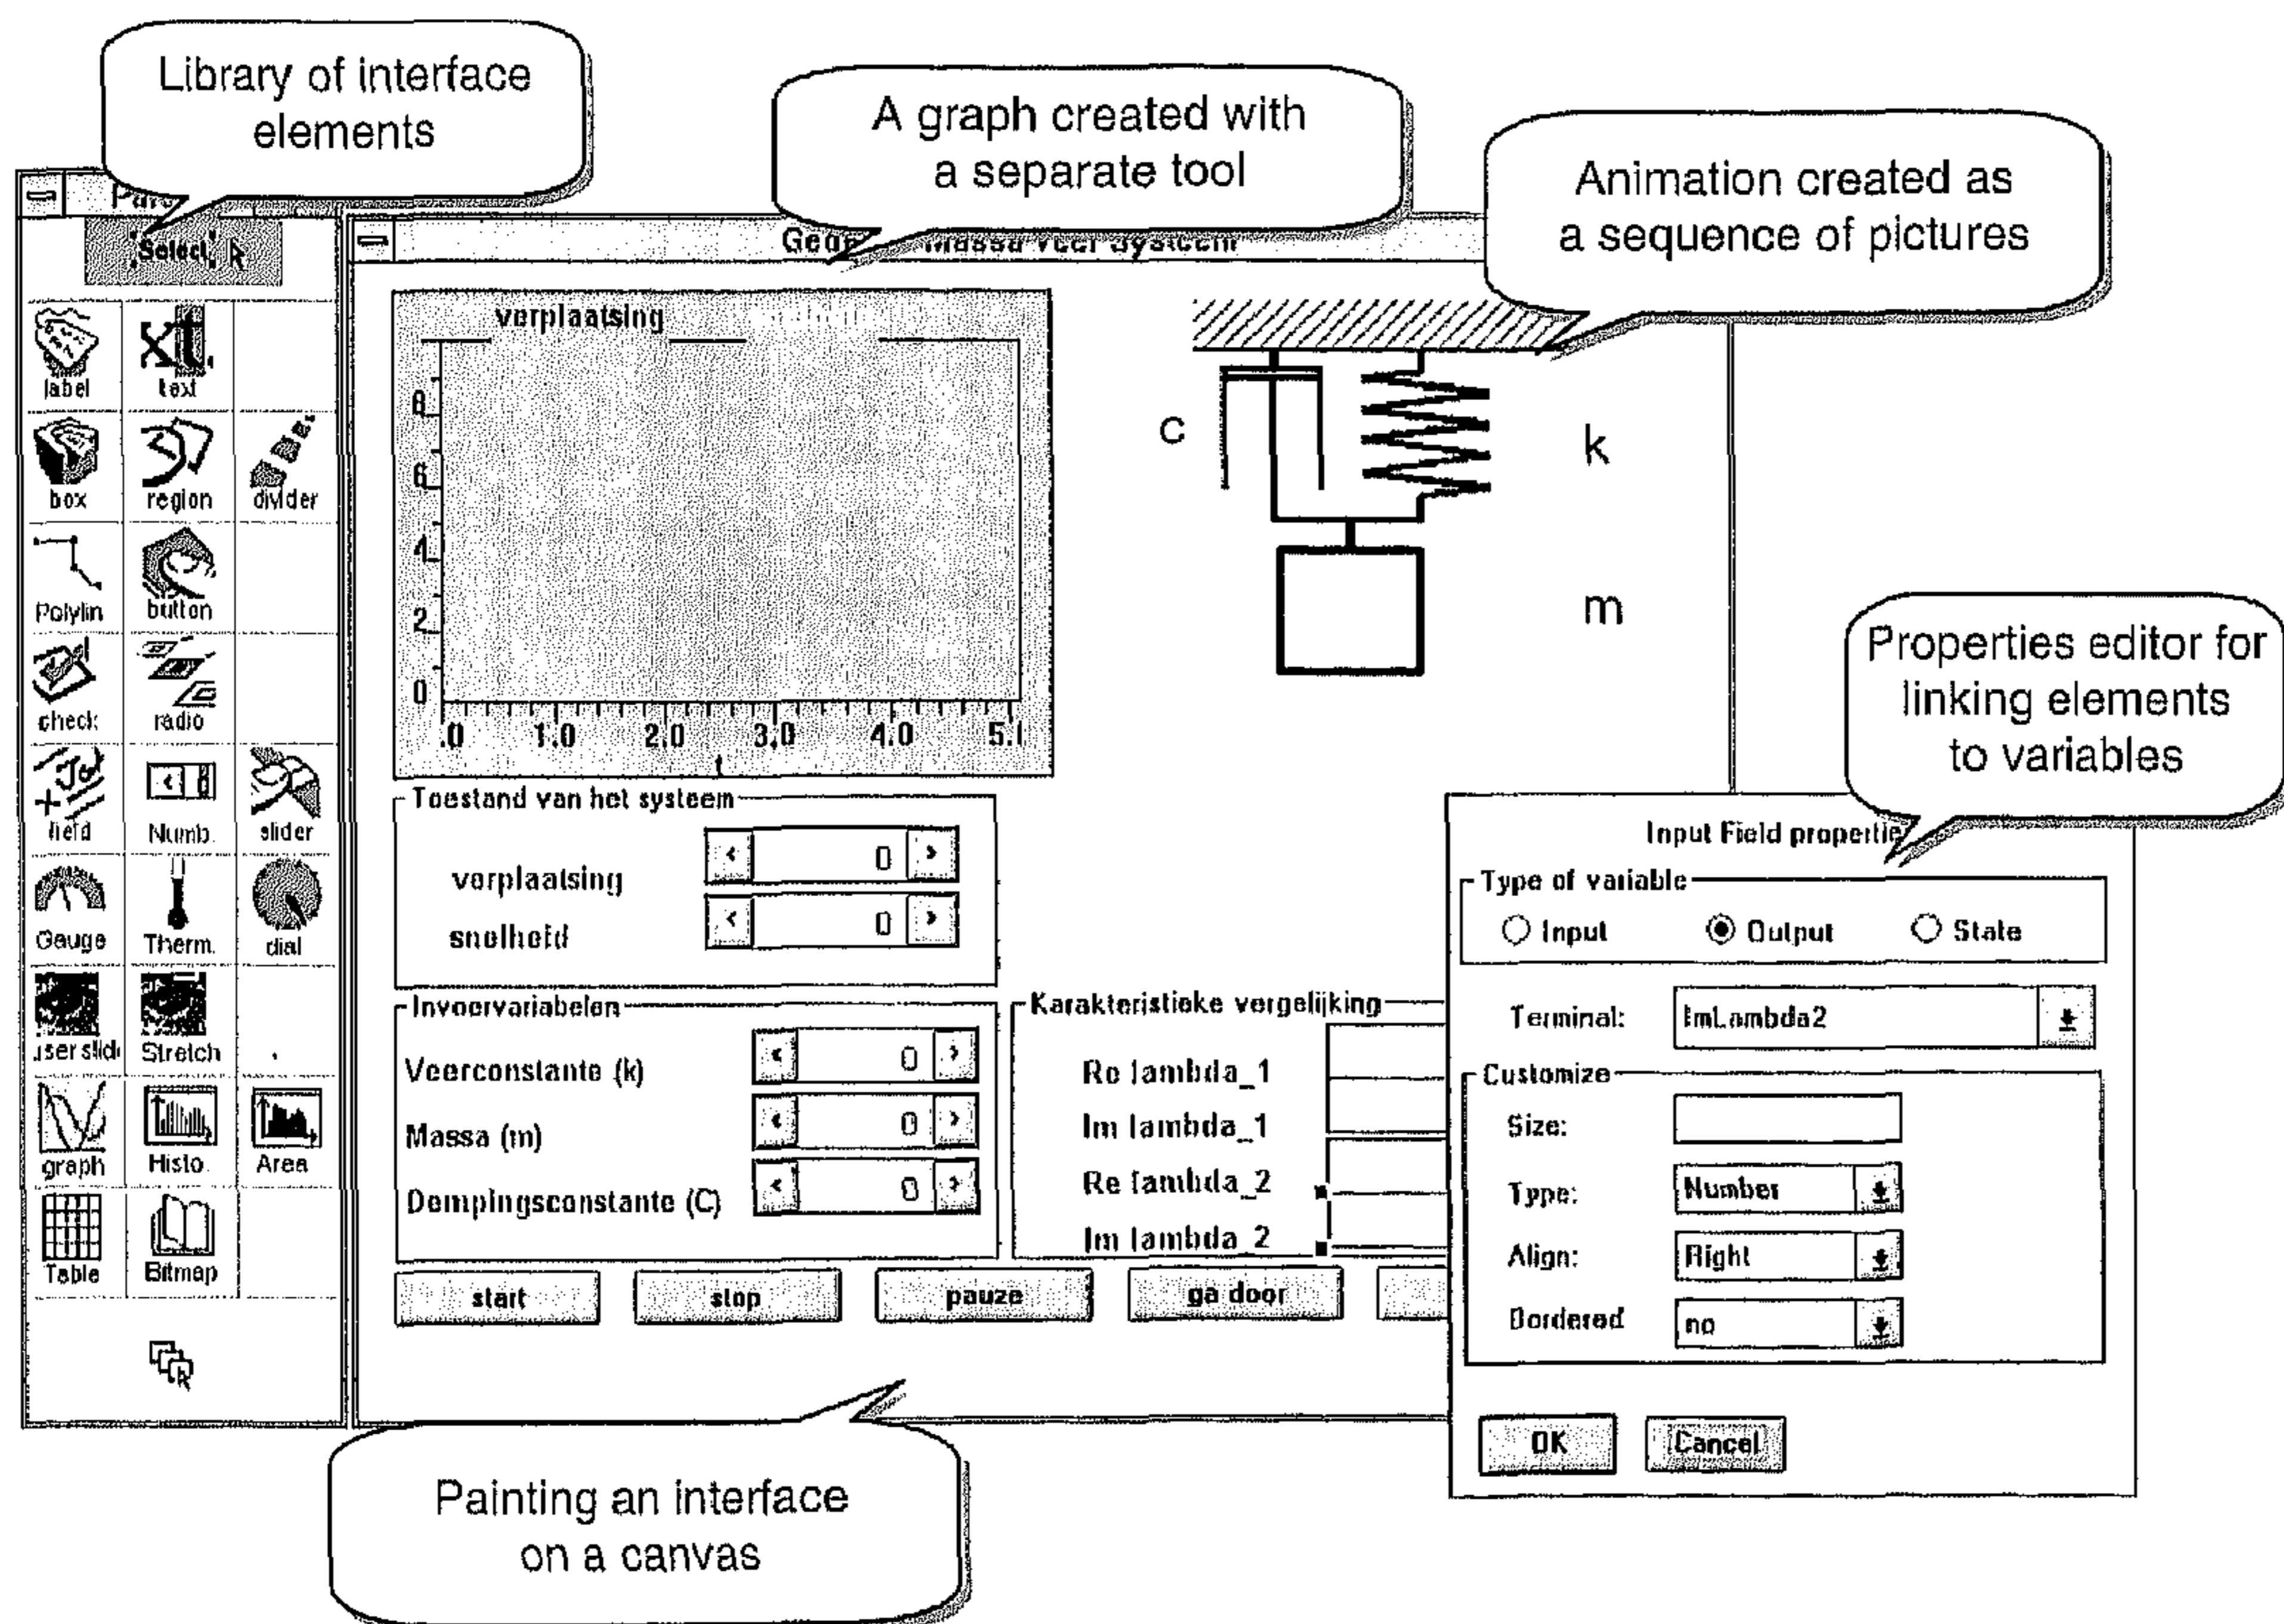 Library of interface
elements
A graph created with
a separate tool
Animation created as
a sequence of pictures
Select
label
text
box
region
divider
Polylin
button
check
radio
field
Numb.
slider
Gauge
Therm.
dial
Stretch
graph
Histo.
Area
Table
Bitmap
Massa Veer Systeem
verplaatsing
8
6
4
2
0
.0 1.0 2.0 3.0 4.0
t
c
k
m
Properties editor for
linking elements
to variables
Toestand van het systeem
verplaatsing < 0 >
snelheid < 0 >
Invoervariabelen
Veerconstante (k) < 0 >
Massa (m) < 0 >
Dempingsconstante (C) < 0 >
Karakteristieke vergelijking
Re lambda_1
Im lambda_1
Re lambda_2
Im lambda_2
start
stop
pauze
ga door
Input Field propertie
Type of variable
Input Output State
Terminal: ImLambda2
Customize
Size:
Type: Number
Align: Right
Bordered no
OK Cancel
Painting an interface
on a canvas